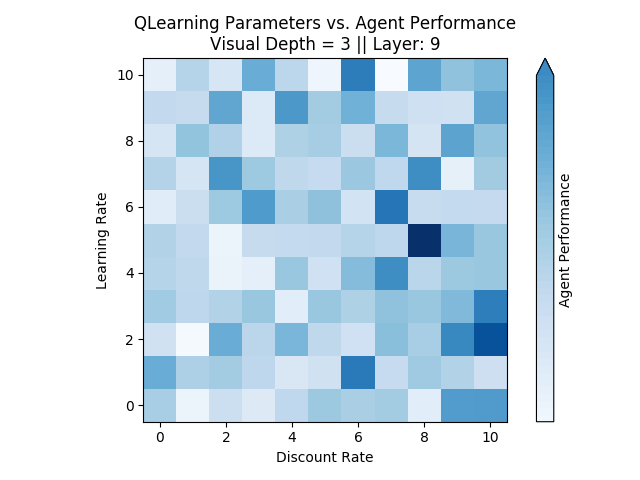 QLearning Parameters vs. Agent Performance
Visual Depth = 3 || Layer: 9
10
8
6
4
2
0
Learning Rate
0 2 4 6 8 10
Discount Rate
Agent Performance